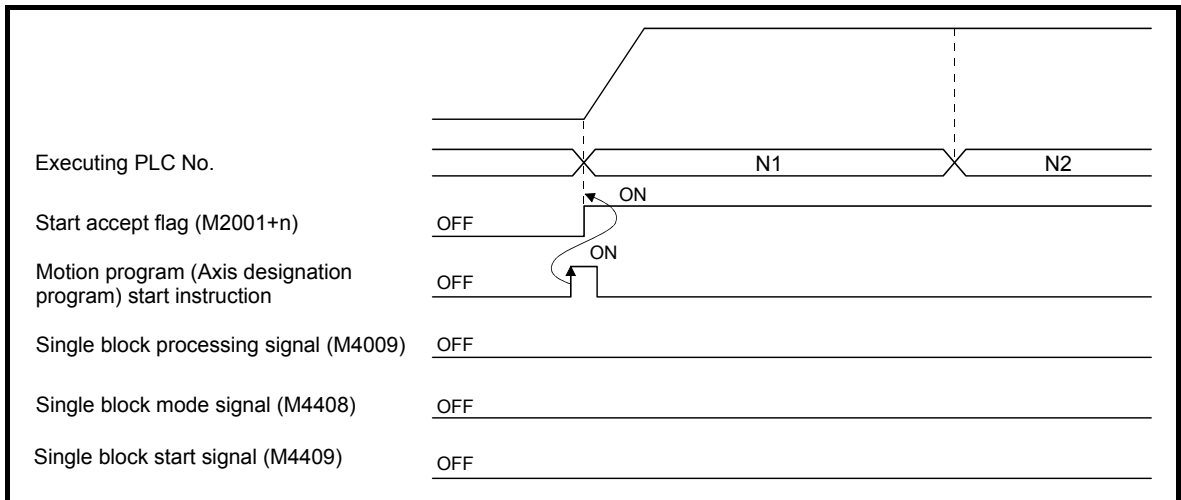 Executing PLC No.
N1
N2
ON
Start accept flag (M2001+n)
OFF
ON
Motion program (Axis designation
program) start instruction
OFF
Single block processing signal (M4009)
OFF
Single block mode signal (M4408)
OFF
Single block start signal (M4409)
OFF